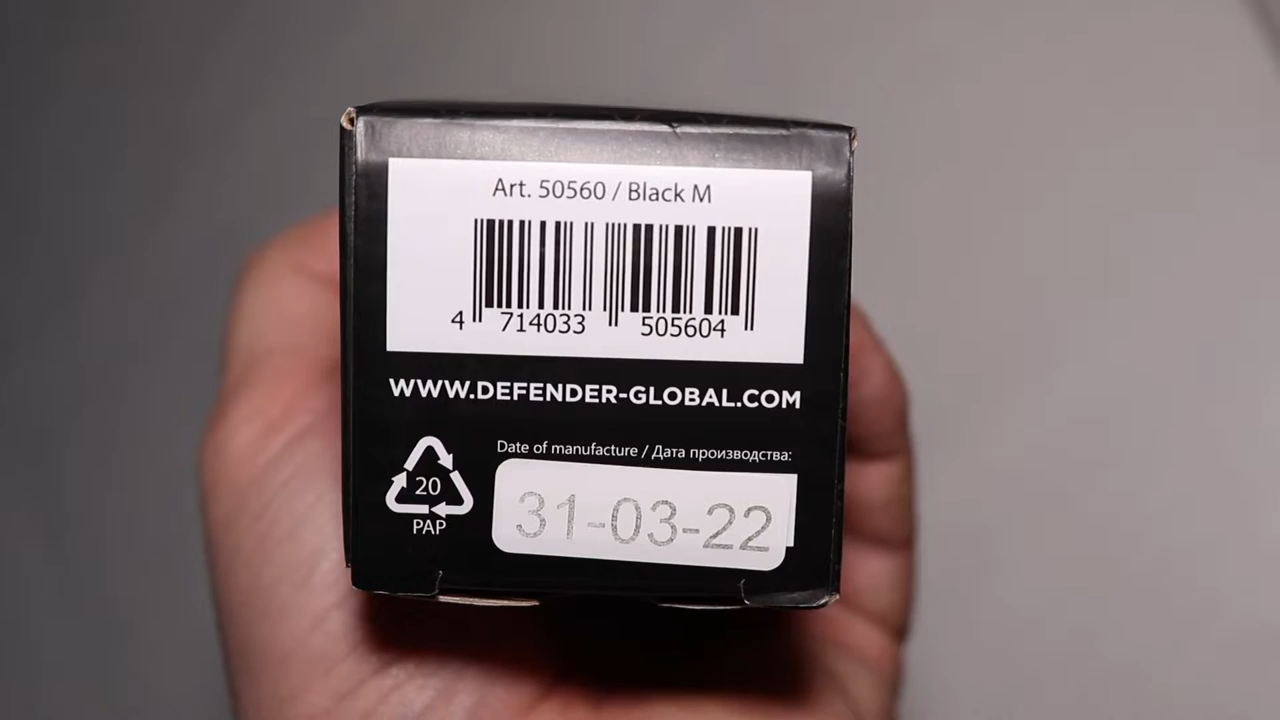 Art. 50560 / Black M
4 714033 505604
WWW.DEFENDER-GLOBAL.COM
Date of manufacture / Дата производства:
31-03-22
20
PAP